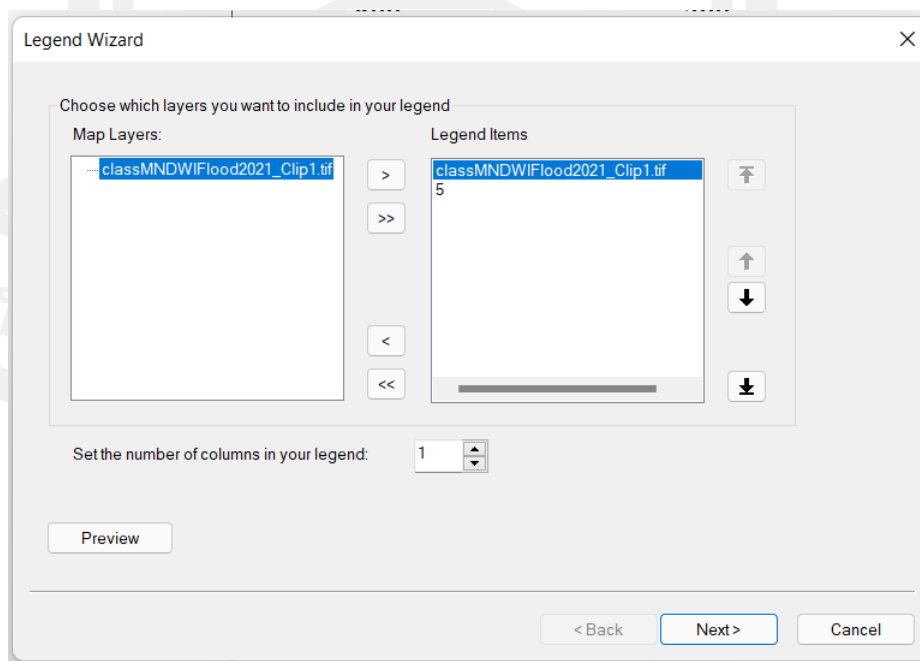 Legend Wizard
Choose which layers you want to include in your legend
Map Layers:
Legend Items
classMNDWIFlood2021_Clip1.tif
classMNDWIFlood2021_Clip1.tif
5
>
>>
<
<<
Set the number of columns in your legend:
1
Preview
< Back
Next >
Cancel